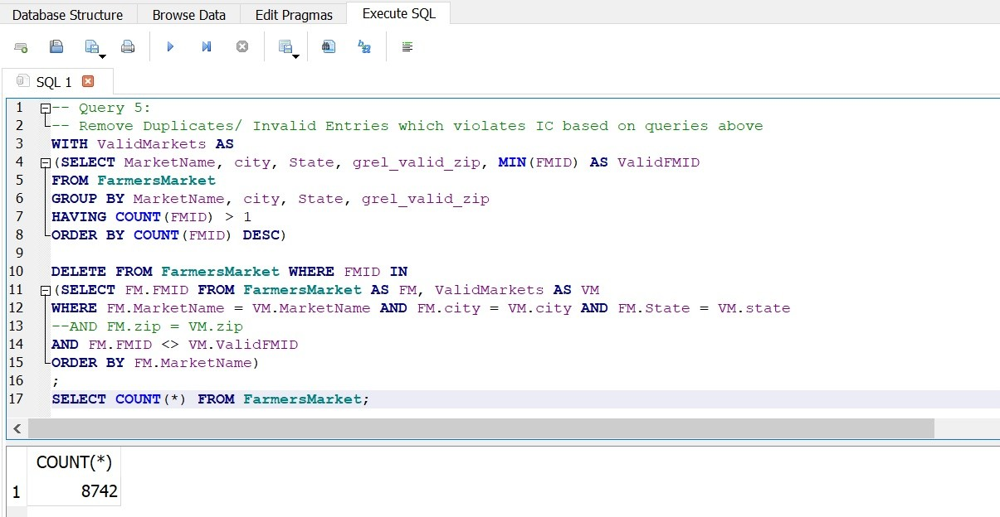 Database Structure Browse Data Edit Pragmas Execute SQL
SQL 1
1 -- Query 5:
2 -- Remove Duplicates/ Invalid Entries which violates IC based on queries above
3 WITH ValidMarkets AS
4 (SELECT MarketName, city, State, grel_valid_zip, MIN(FMID) AS ValidFMID
5 FROM FarmersMarket
6 GROUP BY MarketName, city, State, grel_valid_zip
7 HAVING COUNT(FMID) > 1
8 ORDER BY COUNT(FMID) DESC)
9
10 DELETE FROM FarmersMarket WHERE FMID IN
11 (SELECT FM.FMID FROM FarmersMarket AS FM, ValidMarkets AS VM
12 WHERE FM.MarketName = VM.MarketName AND FM.city = VM.city AND FM.State = VM.state
13 --AND FM.zip = VM.zip
14 AND FM.FMID <> VM.ValidFMID
15 ORDER BY FM.MarketName)
16 ;
17 SELECT COUNT(*) FROM FarmersMarket;
COUNT(*)
1 8742